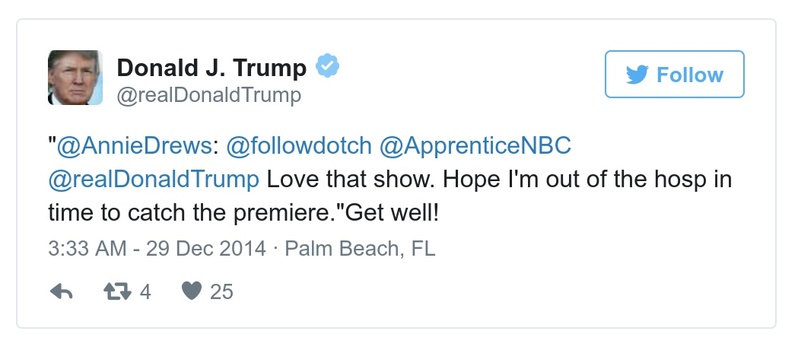 Donald J. Trump
@realDonaldTrump
Follow
"@AnnieDrews: @followdotch @ApprenticeNBC
@realDonaldTrump Love that show. Hope I'm out of the hosp in
time to catch the premiere."Get well!
3:33 AM - 29 Dec 2014 · Palm Beach, FL
4 25